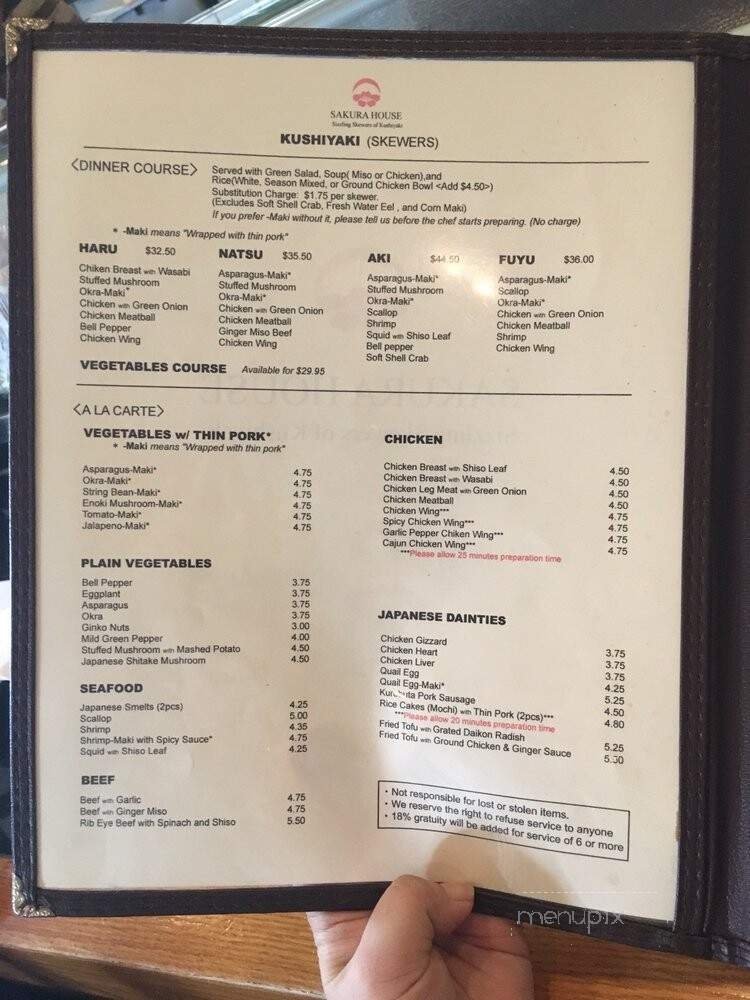 SAKURA HOUSE
Sizzling Skewers of Kushiyaki
KUSHIYAKI (SKEWERS)
<DINNER COURSE>
Served with Green Salad, Soup( Miso or Chicken),and
Rice(White, Season Mixed, or Ground Chicken Bowl <Add $4.50>)
Substitution Charge: $1.75 per skewer.
(Excludes Soft Shell Crab, Fresh Water Eel , and Corn Maki)
If you prefer -Maki without it, please tell us before the chef starts preparing. (No charge)
* -Maki means "Wrapped with thin pork"
HARU $32.50
Chiken Breast with Wasabi
Stuffed Mushroom
Okra-Maki*
Chicken with Green Onion
Chicken Meatball
Bell Pepper
Chicken Wing
NATSU $35.50
Asparagus-Maki*
Stuffed Mushroom
Okra-Maki*
Chicken with Green Onion
Chicken Meatball
Ginger Miso Beef
Chicken Wing
AKI $44.50
Asparagus-Maki*
Stuffed Mushroom
Okra-Maki*
Scallop
Shrimp
Squid with Shiso Leaf
Bell pepper
Soft Shell Crab
FUYU $36.00
Asparagus-Maki*
Scallop
Okra-Maki*
Chicken with Green Onion
Chicken Meatball
Shrimp
Chicken Wing
VEGETABLES COURSE Available for $29.95
<A LA CARTE>
VEGETABLES w/ THIN PORK*
* -Maki means "Wrapped with thin pork"
Asparagus-Maki* 4.75
Okra-Maki* 4.75
String Bean-Maki* 4.75
Enoki Mushroom-Maki* 4.75
Tomato-Maki* 4.75
Jalapeno-Maki* 4.75
PLAIN VEGETABLES
Bell Pepper 3.75
Eggplant 3.75
Asparagus 3.75
Okra 3.75
Ginko Nuts 3.00
Mild Green Pepper 4.00
Stuffed Mushroom with Mashed Potato 4.50
Japanese Shitake Mushroom 4.50
SEAFOOD
Japanese Smelts (2pcs) 4.25
Scallop 5.00
Shrimp 4.35
Shrimp-Maki with Spicy Sauce* 4.75
Squid with Shiso Leaf 4.25
BEEF
Beef with Garlic 4.75
Beef with Ginger Miso 4.75
Rib Eye Beef with Spinach and Shiso 5.50
CHICKEN
Chicken Breast with Shiso Leaf 4.50
Chicken Breast with Wasabi 4.50
Chicken Leg Meat with Green Onion 4.50
Chicken Meatball 4.50
Chicken Wing*** 4.75
Spicy Chicken Wing*** 4.75
Garlic Pepper Chiken Wing*** 4.75
Cajun Chicken Wing*** 4.75
***Please allow 25 minutes preparation time
JAPANESE DAINTIES
Chicken Gizzard 3.75
Chicken Heart 3.75
Chicken Liver 3.75
Quail Egg 4.25
Quail Egg-Maki* 5.25
Pork Sausage 4.50
Rice Cakes (Mochi) with Thin Pork (2pcs)*** 4.80
***Please allow 20 minutes preparation time
Fried Tofu with Grated Daikon Radish 5.25
Fried Tofu with Ground Chicken & Ginger Sauce
• Not responsible for lost or stolen items.
• We reserve the right to refuse service to anyone
• 18% gratuity will be added for service of 6 or more
menupix